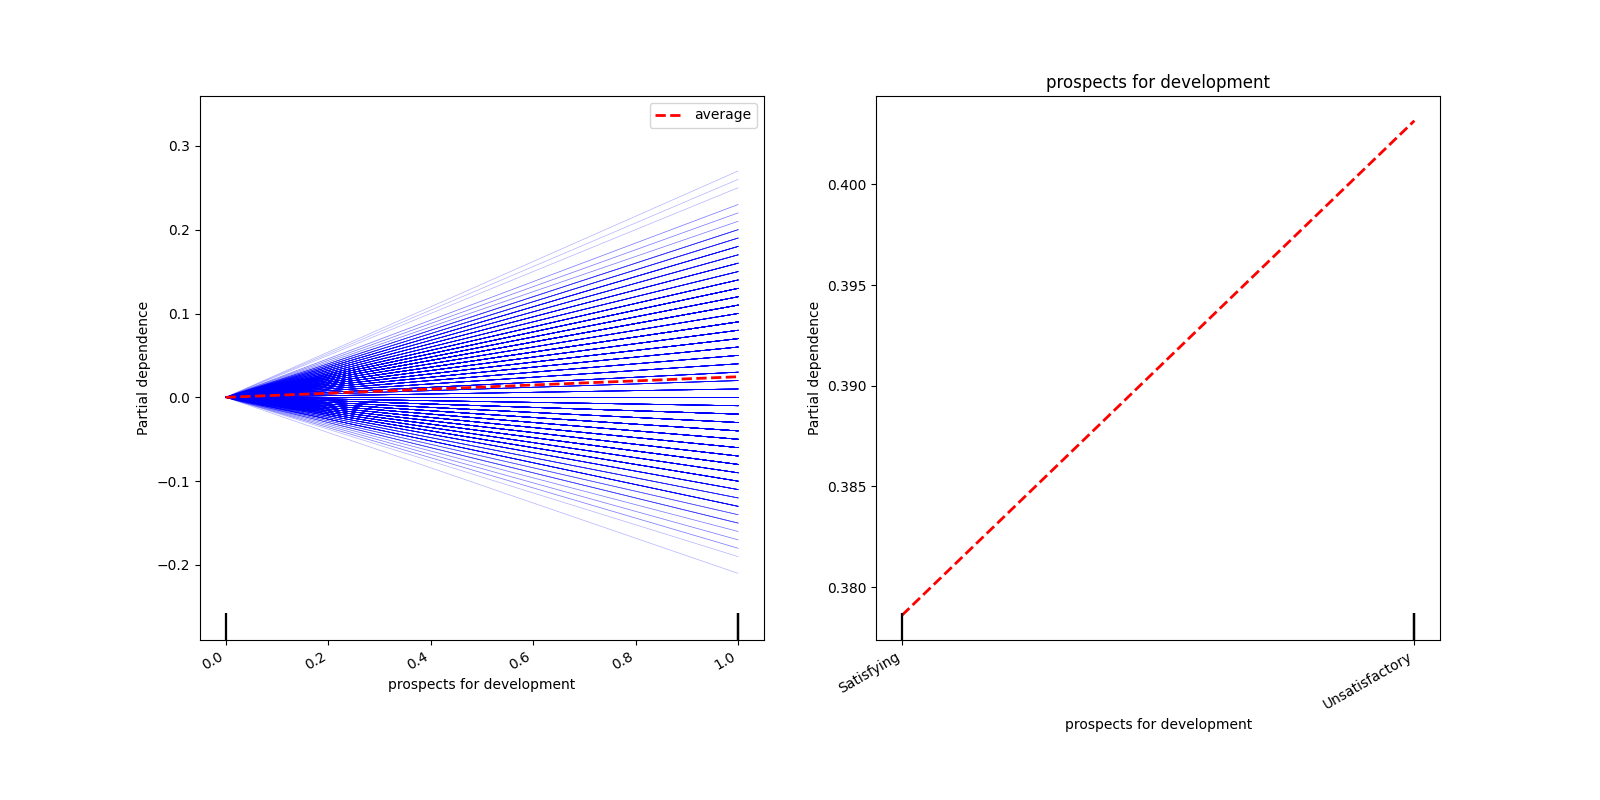 average
0.3
0.2
0.1
0.0
−0.1
−0.2
Partial dependence
0.0
0.2
0.4
0.6
0.8
1.0
prospects for development
prospects for development
0.400
0.395
0.390
0.385
0.380
Partial dependence
Satisfying
Unsatisfactory
prospects for development